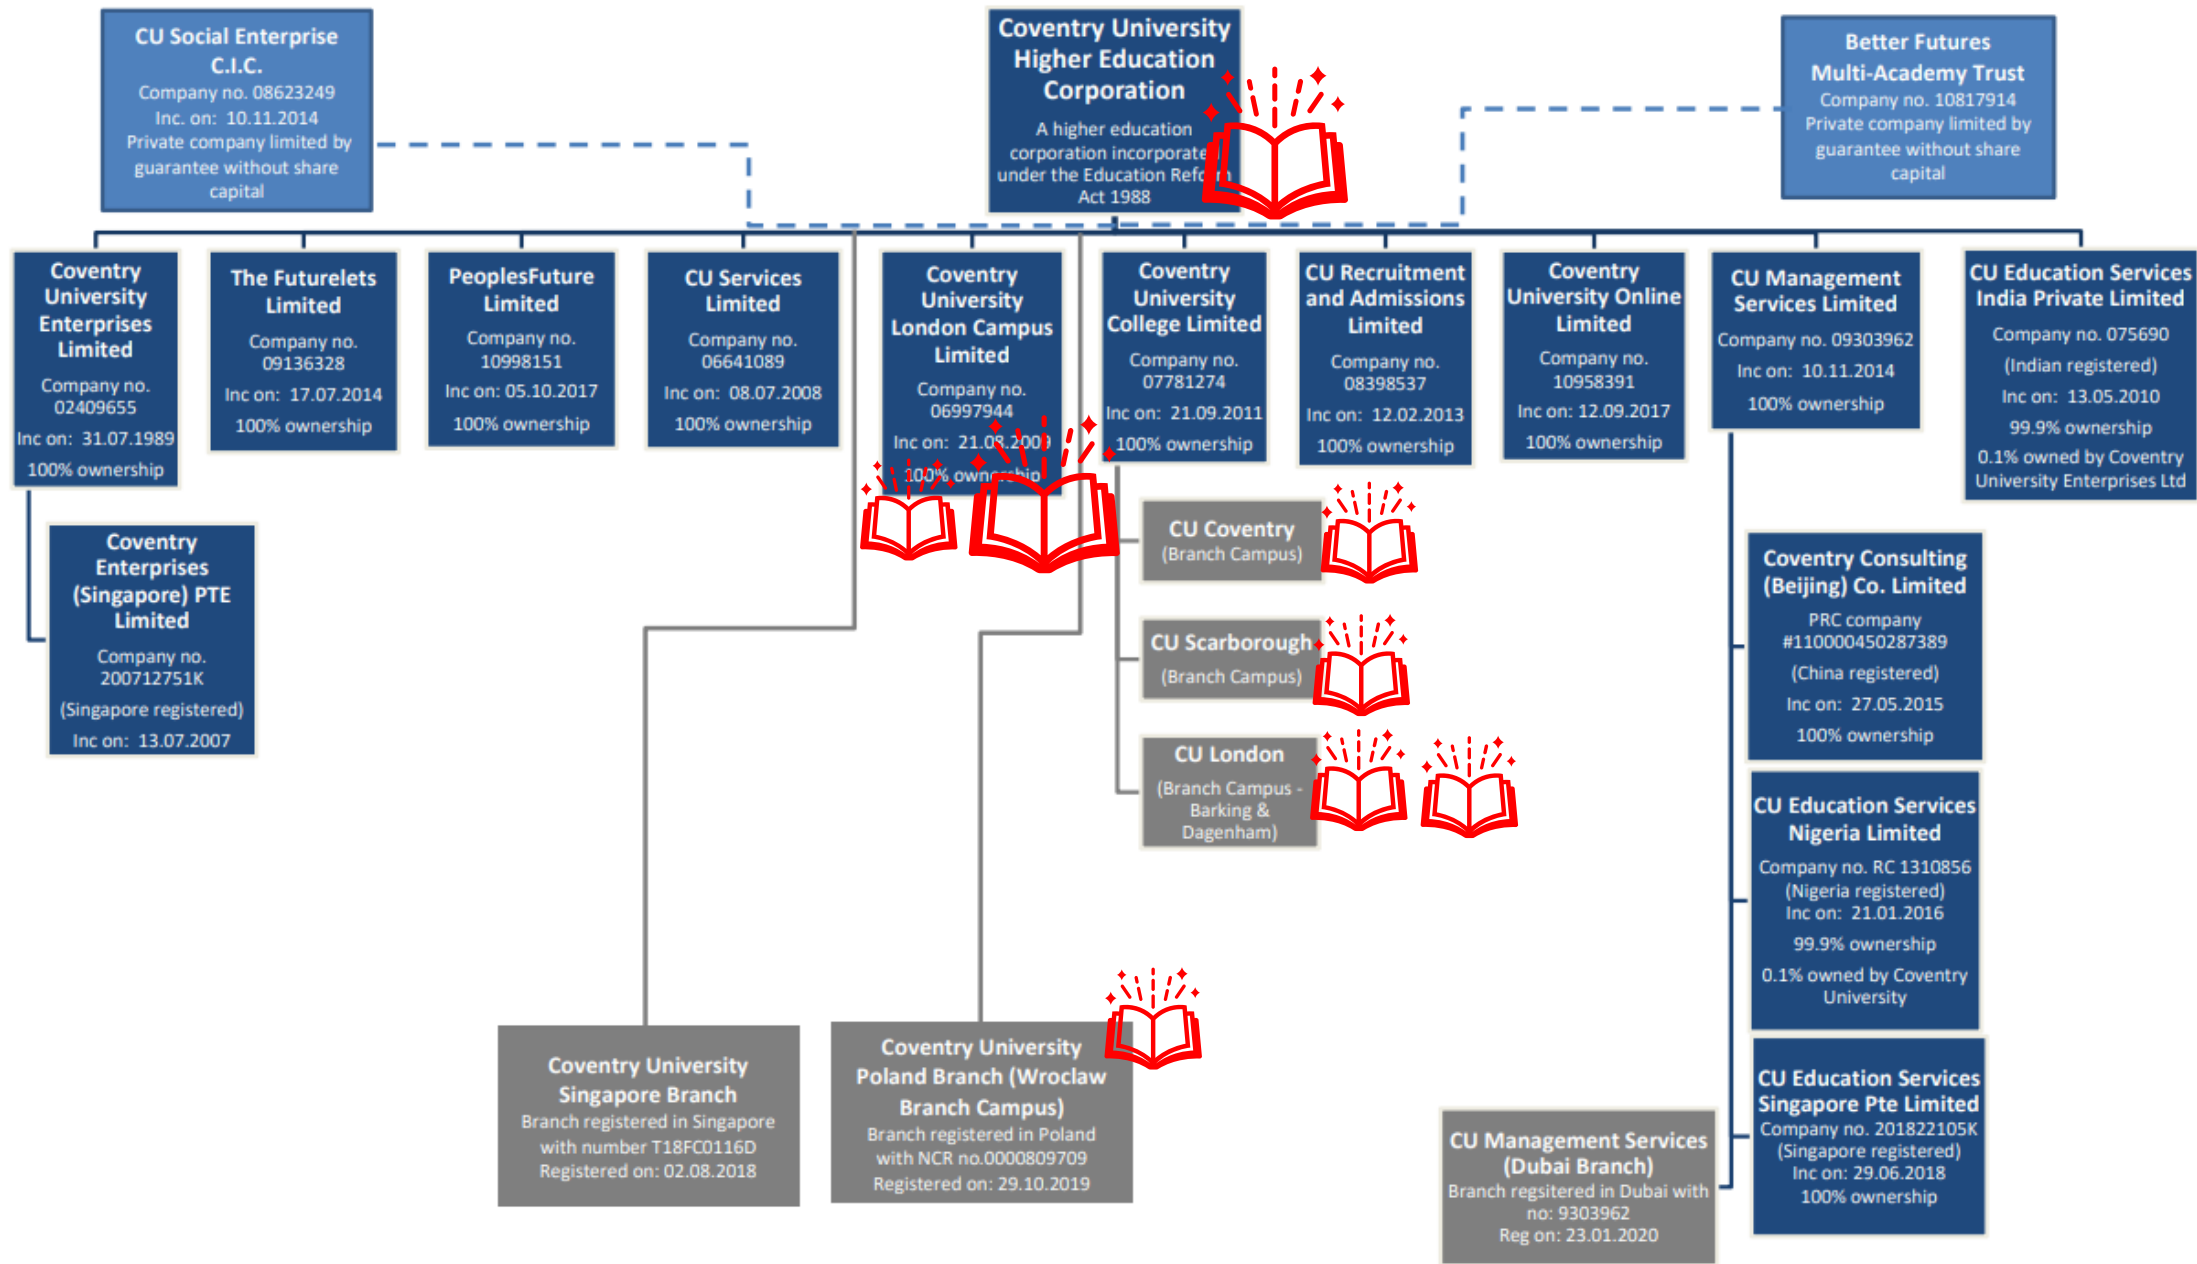 CU Social Enterprise
C.I.C.
Company no. 08623249
Inc. on: 10.11.2014
Private company limited by
guarantee without share
capital
Coventry University
Higher Education
Corporation
A higher education
corporation incorporate
under the Education Reform
Act 1988
Better Futures
Multi-Academy Trust
Company no. 10817914
Private company limited by
guarantee without share
capital
Coventry
University
Enterprises
Limited
Company no.
02409655
Inc on: 31.07.1989
100% ownership
The Futurelets
Limited
Company no.
09136328
Inc on: 17.07.2014
100% ownership
PeoplesFuture
Limited
Company no.
10998151
Inc on: 05.10.2017
100% ownership
CU Services
Limited
Company no.
06641089
Inc on: 08.07.2008
100% ownership
Coventry
University
London Campus
Limited
Company no.
06997944
Inc on: 21.08.2009
100% ownership
Coventry
University
College Limited
Company no.
07781274
Inc on: 21.09.2011
100% ownership
CU Recruitment
and Admissions
Limited
Company no.
08398537
Inc on: 12.02.2013
100% ownership
Coventry
University Online
Limited
Company no.
10958391
Inc on: 12.09.2017
100% ownership
CU Management
Services Limited
Company no. 09303962
Inc on: 10.11.2014
100% ownership
CU Education Services
India Private Limited
Company no. 075690
(Indian registered)
Inc on: 13.05.2010
99.9% ownership
0.1% owned by Coventry
University Enterprises Ltd
Coventry
Enterprises
(Singapore) PTE
Limited
Company no.
200712751K
(Singapore registered)
Inc on: 13.07.2007
CU Coventry
(Branch Campus)
CU Scarborough
(Branch Campus)
CU London
(Branch Campus -
Barking &
Dagenham)
Coventry Consulting
(Beijing) Co. Limited
PRC company
#110000450287389
(China registered)
Inc on: 27.05.2015
100% ownership
CU Education Services
Nigeria Limited
Company no. RC 1310856
(Nigeria registered)
Inc on: 21.01.2016
99.9% ownership
0.1% owned by Coventry
University
CU Education Services
Singapore Pte Limited
Company no. 201822105K
(Singapore registered)
Inc on: 29.06.2018
100% ownership
Coventry University
Singapore Branch
Branch registered in Singapore
with number T18FC0116D
Registered on: 02.08.2018
Coventry University
Poland Branch (Wroclaw
Branch Campus)
Branch registered in Poland
with NCR no.0000809709
Registered on: 29.10.2019
CU Management Services
(Dubai Branch)
Branch regsitered in Dubai with
no: 9303962
Reg on: 23.01.2020